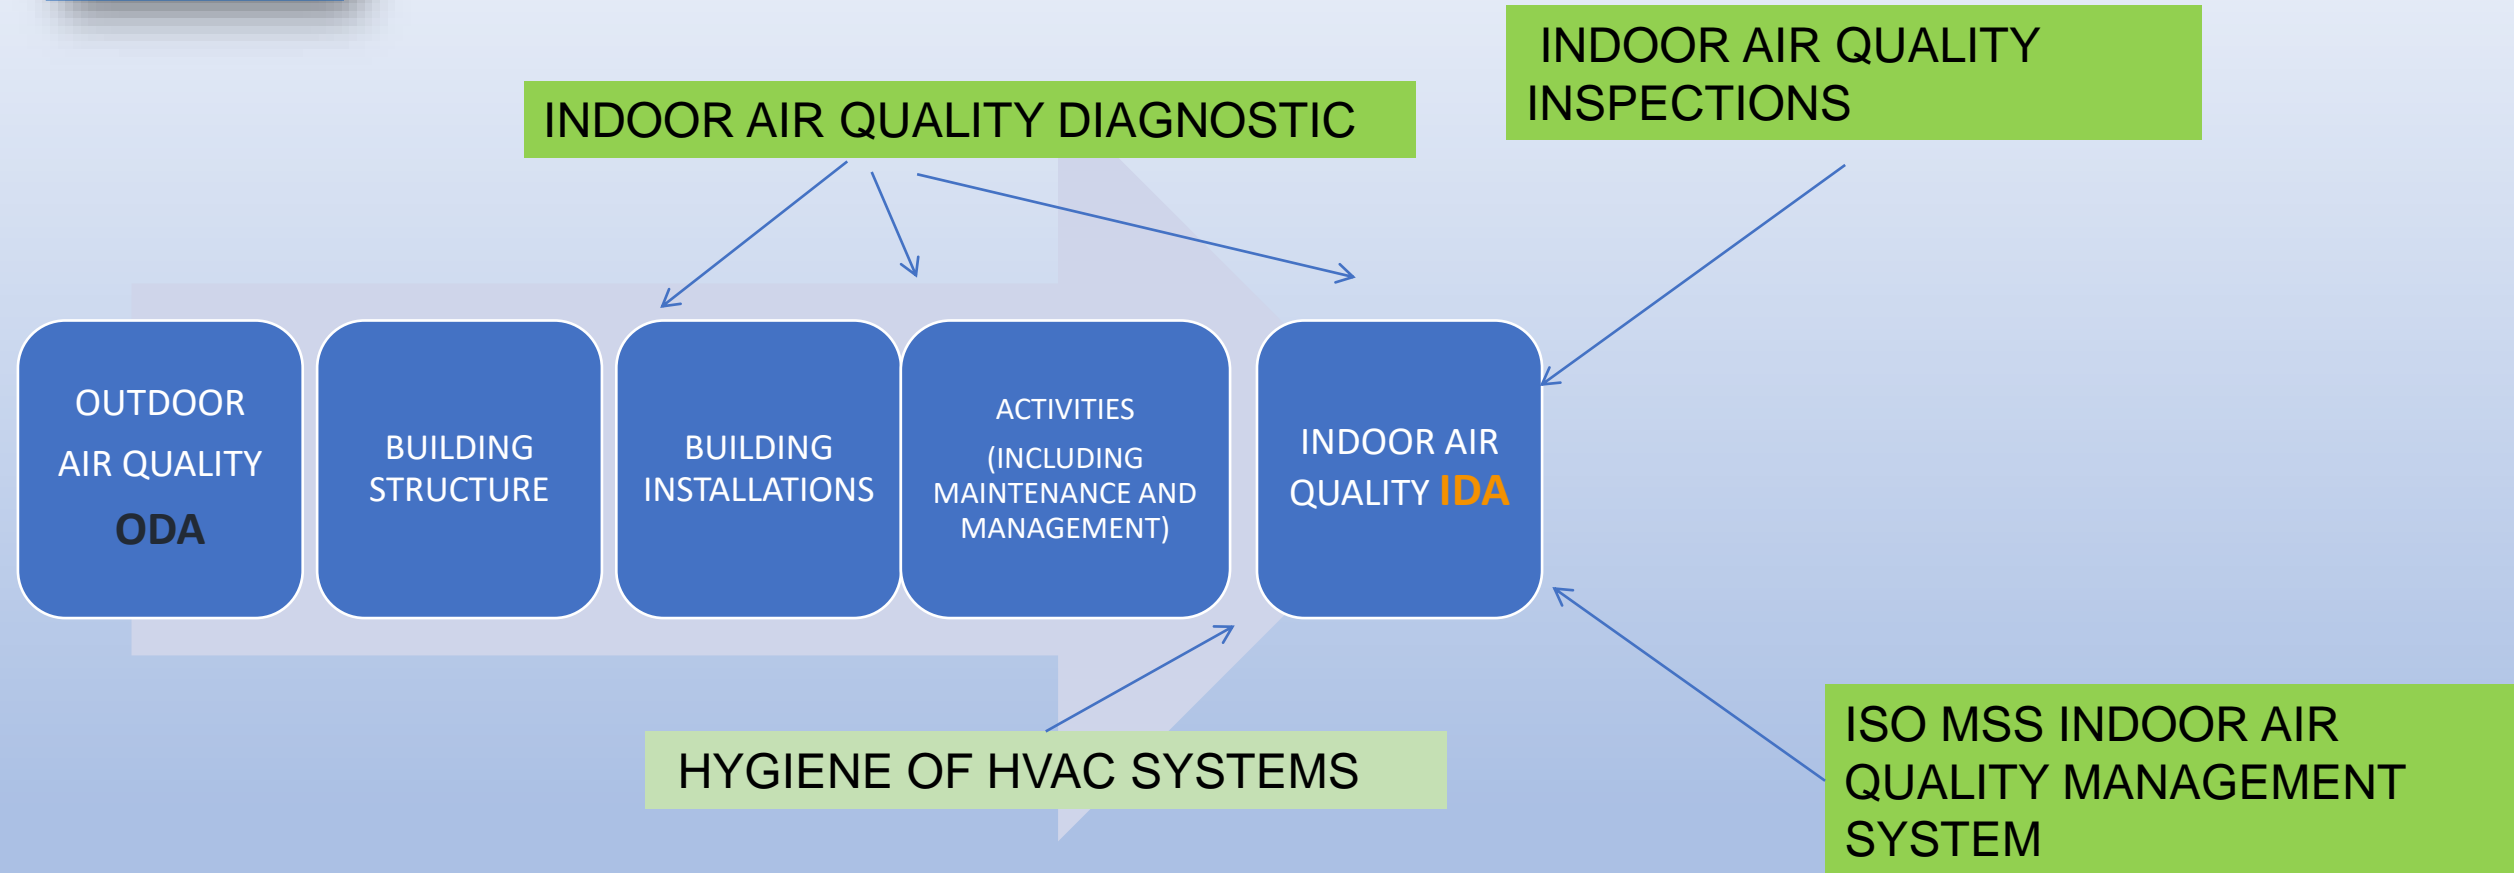 INDOOR AIR QUALITY
INSPECTIONS
INDOOR AIR QUALITY DIAGNOSTIC
OUTDOOR
AIR QUALITY
ODA
BUILDING
STRUCTURE
BUILDING
INSTALLATIONS
ACTIVITIES
(INCLUDING
MAINTENANCE AND
MANAGEMENT)
INDOOR AIR
QUALITY IDA
HYGIENE OF HVAC SYSTEMS
ISO MSS INDOOR AIR
QUALITY MANAGEMENT
SYSTEM